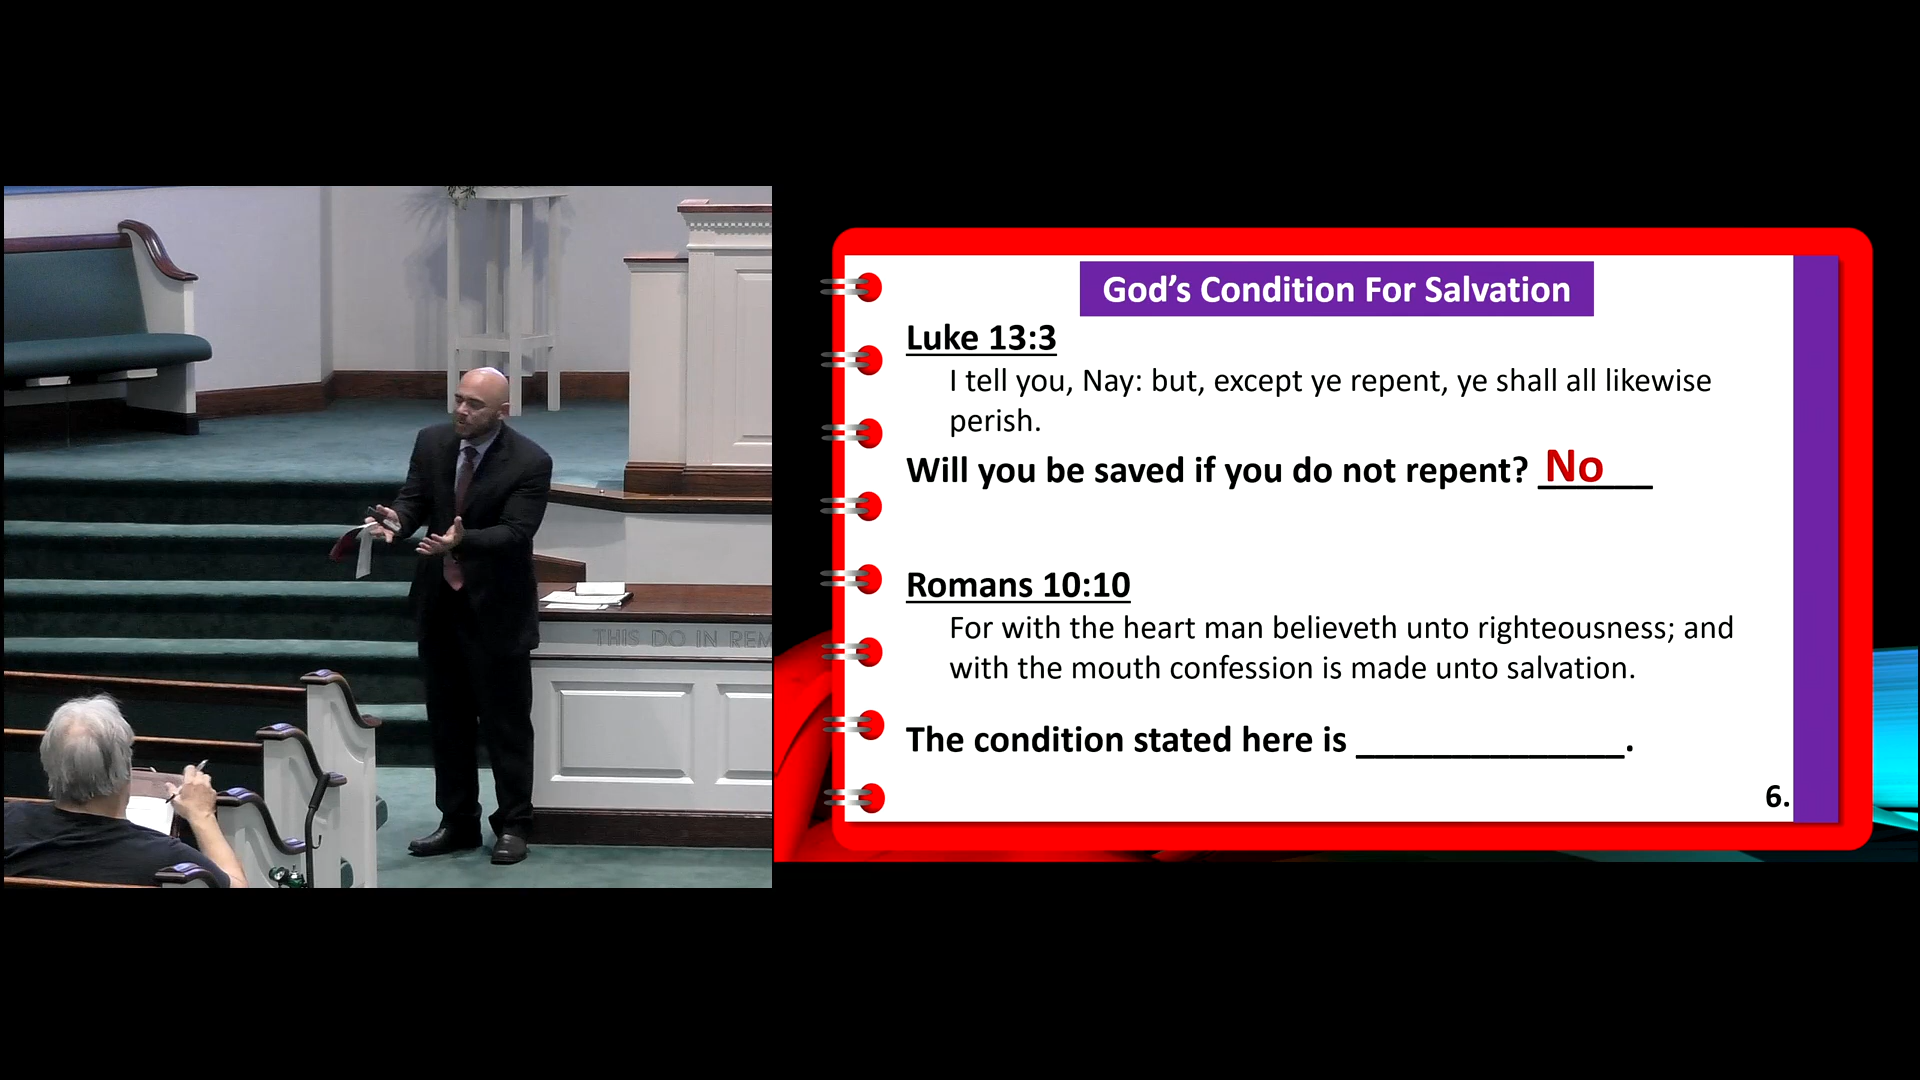 THIS DO IN REM
God's Condition For Salvation
Luke 13:3
I tell you, Nay: but, except ye repent, ye shall all likewise
perish.
Will you be saved if you do not repent? No
Romans 10:10
For with the heart man believeth unto righteousness; and
with the mouth confession is made unto salvation.
The condition stated here is ______________.
6.